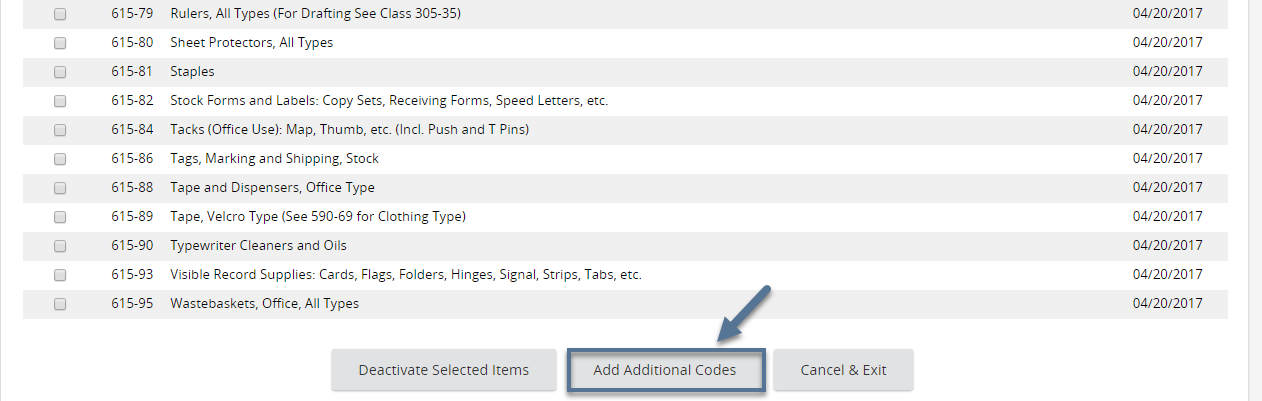 615-79 Rulers, All Types (For Drafting See Class 305-35) 04/20/2017
615-80 Sheet Protectors, All Types 04/20/2017
615-81 Staples 04/20/2017
615-82 Stock Forms and Labels: Copy Sets, Receiving Forms, Speed Letters, etc. 04/20/2017
615-84 Tacks (Office Use): Map, Thumb, etc. (Incl. Push and T Pins) 04/20/2017
615-86 Tags, Marking and Shipping, Stock 04/20/2017
615-88 Tape and Dispensers, Office Type 04/20/2017
615-89 Tape, Velcro Type (See 590-69 for Clothing Type) 04/20/2017
615-90 Typewriter Cleaners and Oils 04/20/2017
615-93 Visible Record Supplies: Cards, Flags, Folders, Hinges, Signal, Strips, Tabs, etc. 04/20/2017
615-95 Wastebaskets, Office, All Types 04/20/2017
Deactivate Selected Items Add Additional Codes Cancel & Exit